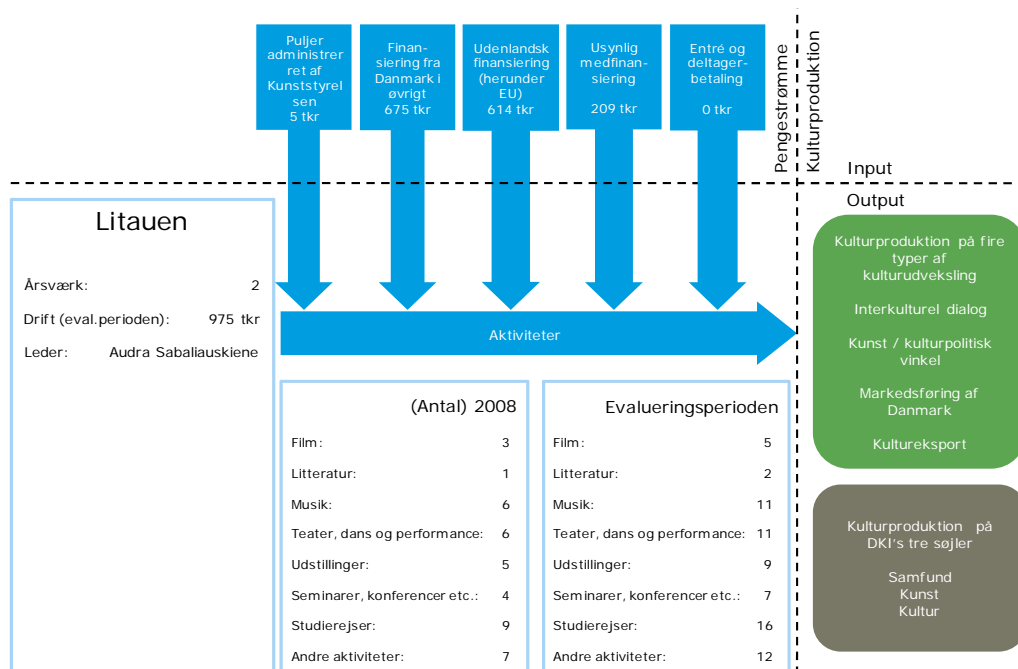 Puljer
administrer
ret af
Kunststyrel
sen
5 tkr
Finan-
siering fra
Danmark i
øvrigt
675 tkr
Udenlandsk
finansiering
(herunder
EU)
614 tkr
Usynlig
medfinan-
siering
209 tkr
Entré og
deltager-
betaling
0 tkr
Pengestrømme
Kulturproduktion
Input
Output
Litauen
Årsværk: 2
Drift (eval.perioden): 975 tkr
Leder: Audra Sabaliauskiene
Aktiviteter
(Antal) 2008
Film: 3
Litteratur: 1
Musik: 6
Teater, dans og performance: 6
Udstillinger: 5
Seminarer, konferencer etc.: 4
Studierejser: 9
Andre aktiviteter: 7
Evalueringsperioden
Film: 5
Litteratur: 2
Musik: 11
Teater, dans og performance: 11
Udstillinger: 9
Seminarer, konferencer etc.: 7
Studierejser: 16
Andre aktiviteter: 12
Kulturproduktion på fire
typer af
kulturudveksling
Interkulturel dialog
Kunst / kulturpolitisk
vinkel
Markedsføring af
Danmark
Kultureksport
Kulturproduktion på
DKI's tre søjler
Samfund
Kunst
Kultur